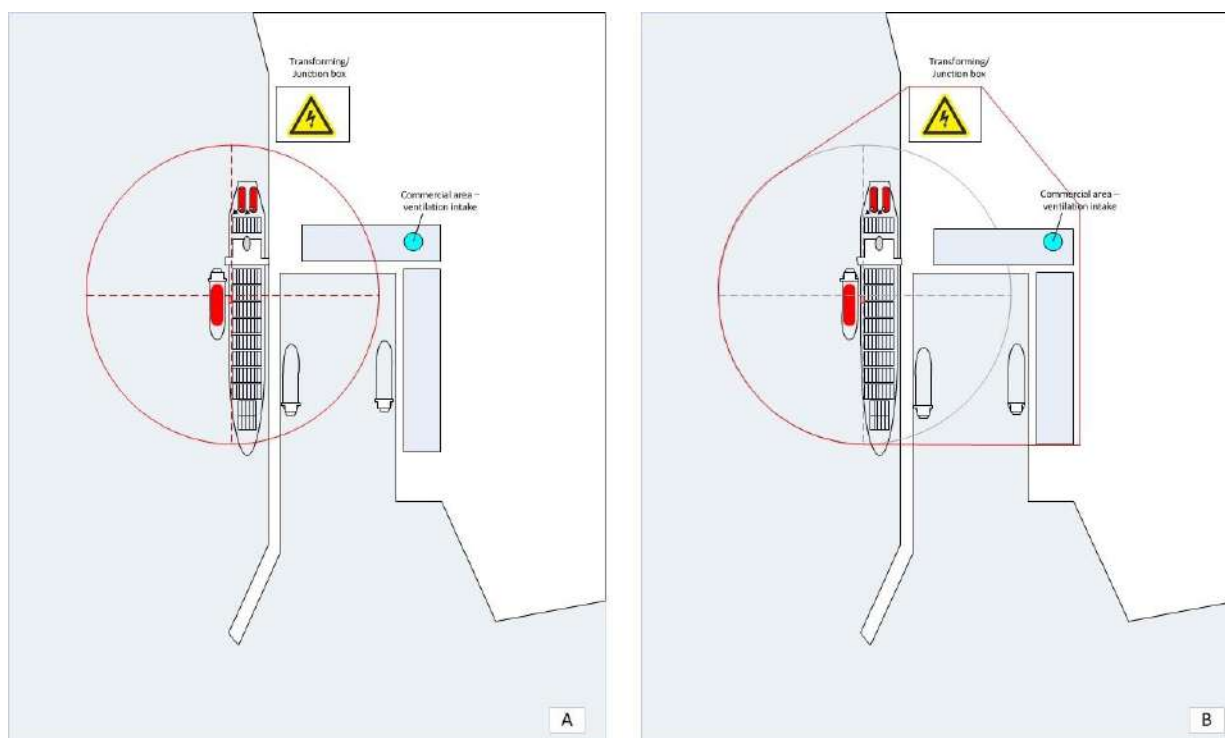 Transforming/
Junction box
Commercial area –
ventilation intake
A
Transforming/
Junction box
Commercial area –
ventilation intake
B